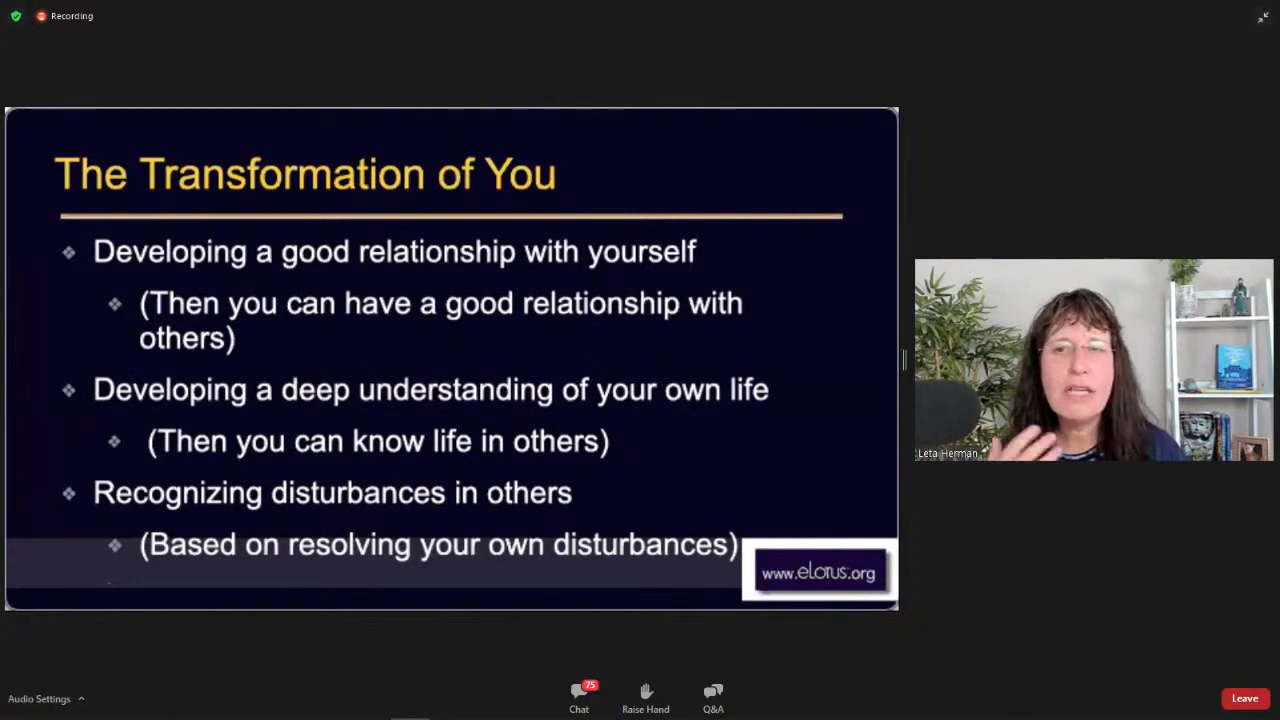 Recording
The Transformation of You
Developing a good relationship with yourself
(Then you can have a good relationship with
others)
Developing a deep understanding of your own life
(Then you can know life in others)
Recognizing disturbances in others
(Based on resolving your own disturbances)
www.eLotus.org
Leta Herman
Audio Settings
75
Chat
Raise Hand
Q&A
Leave